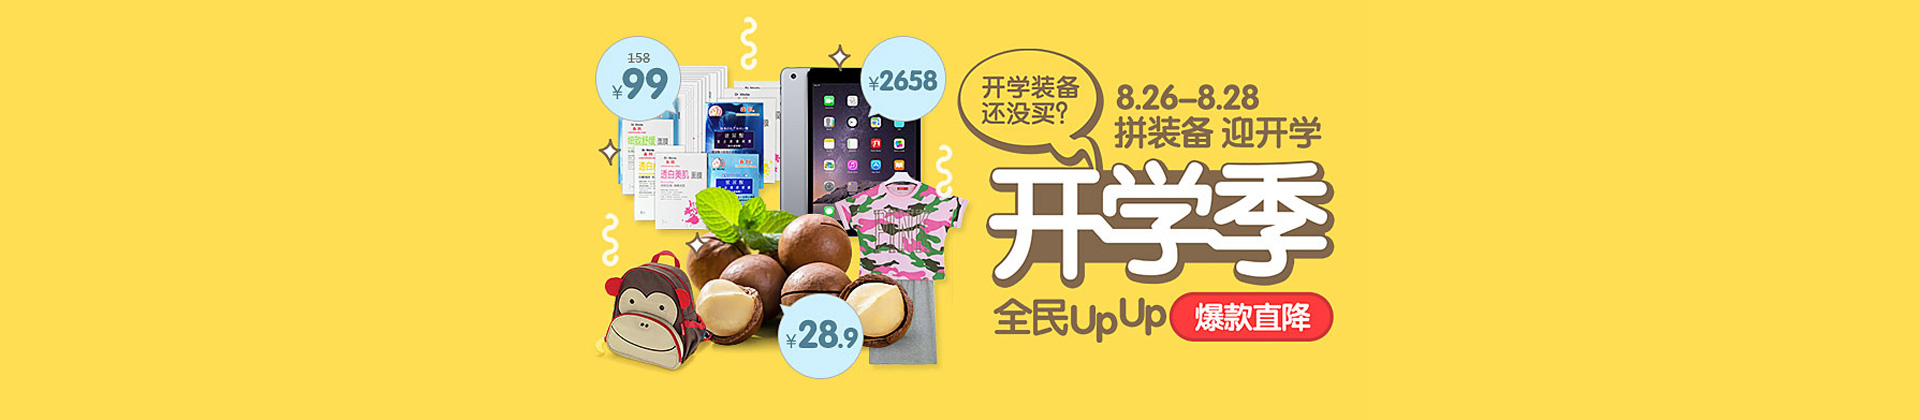 158
¥99
¥2658
开学装备
还没买?
8.26-8.28
拼装备 迎开学
开学季
全民UpUp
爆款直降
透白美肌 面膜
¥28.9